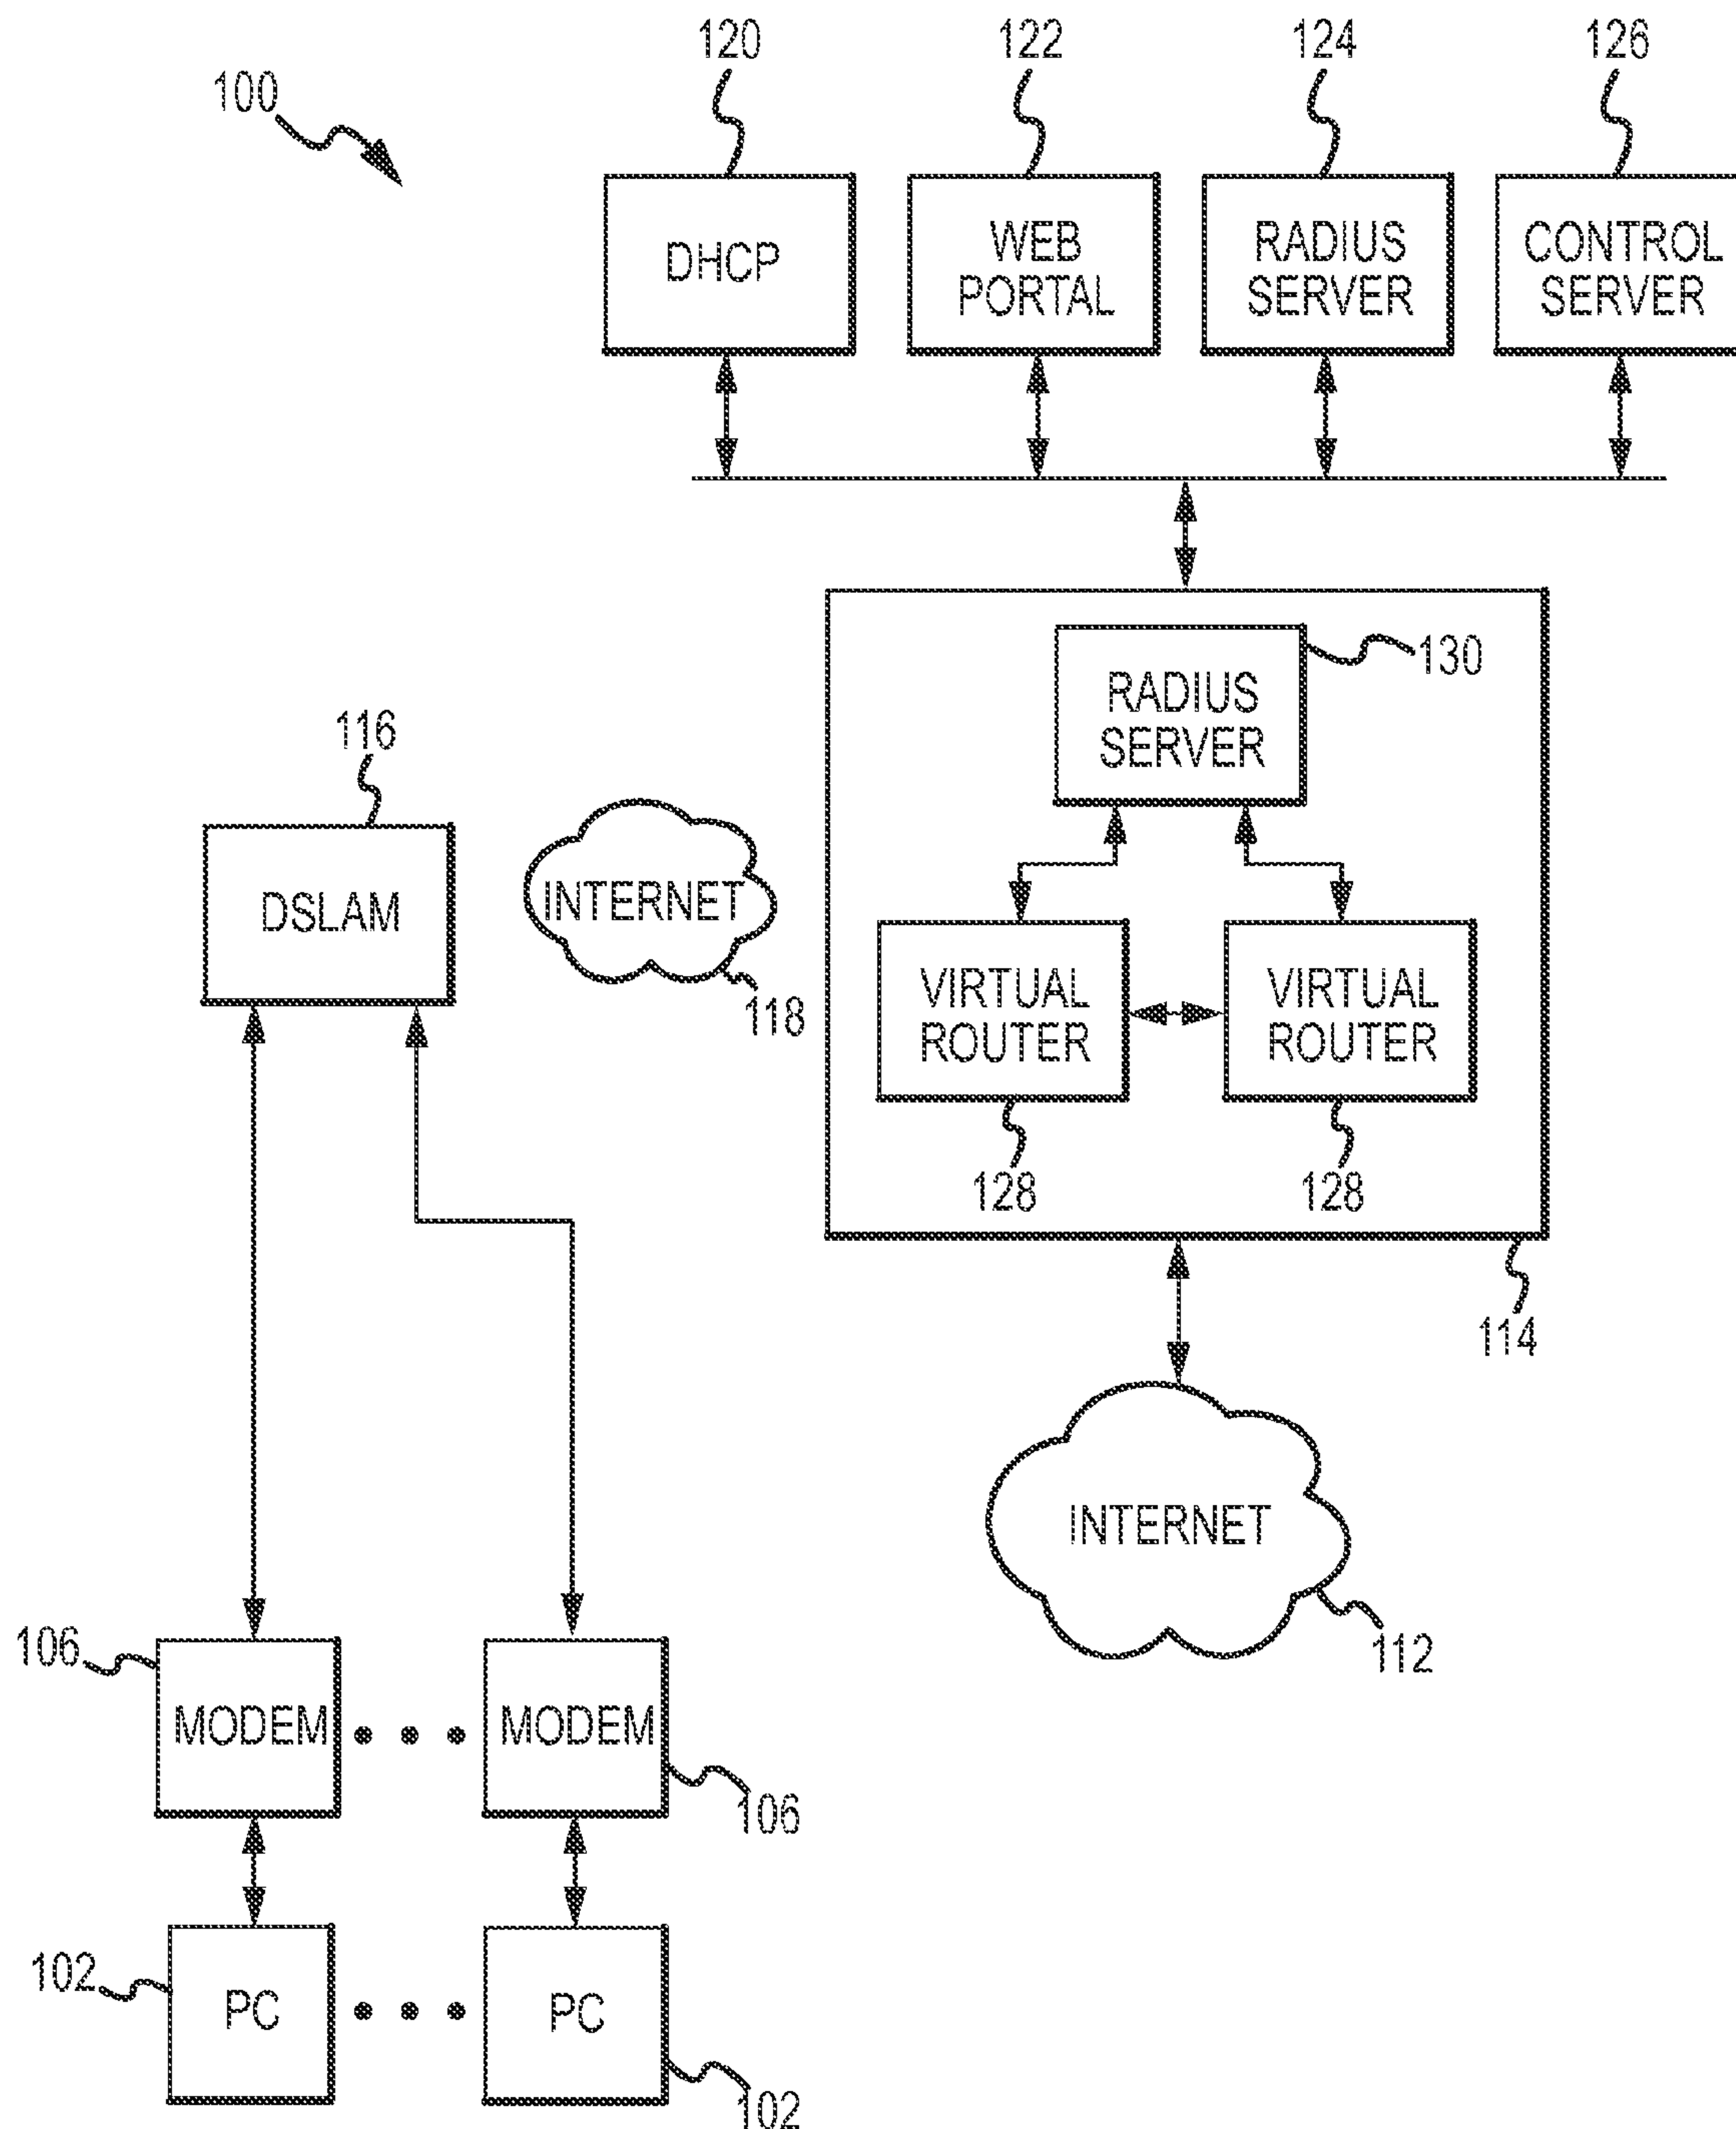 120
122
124
126
100
DHCP
WEB
PORTAL
RADIUS
SERVER
CONTROL
SERVER
130
RADIUS
SERVER
116
DSLAM
INTERNET
118
VIRTUAL
ROUTER
VIRTUAL
ROUTER
128
128
114
INTERNET
112
106
MODEM
MODEM
106
102
PC
PC
102